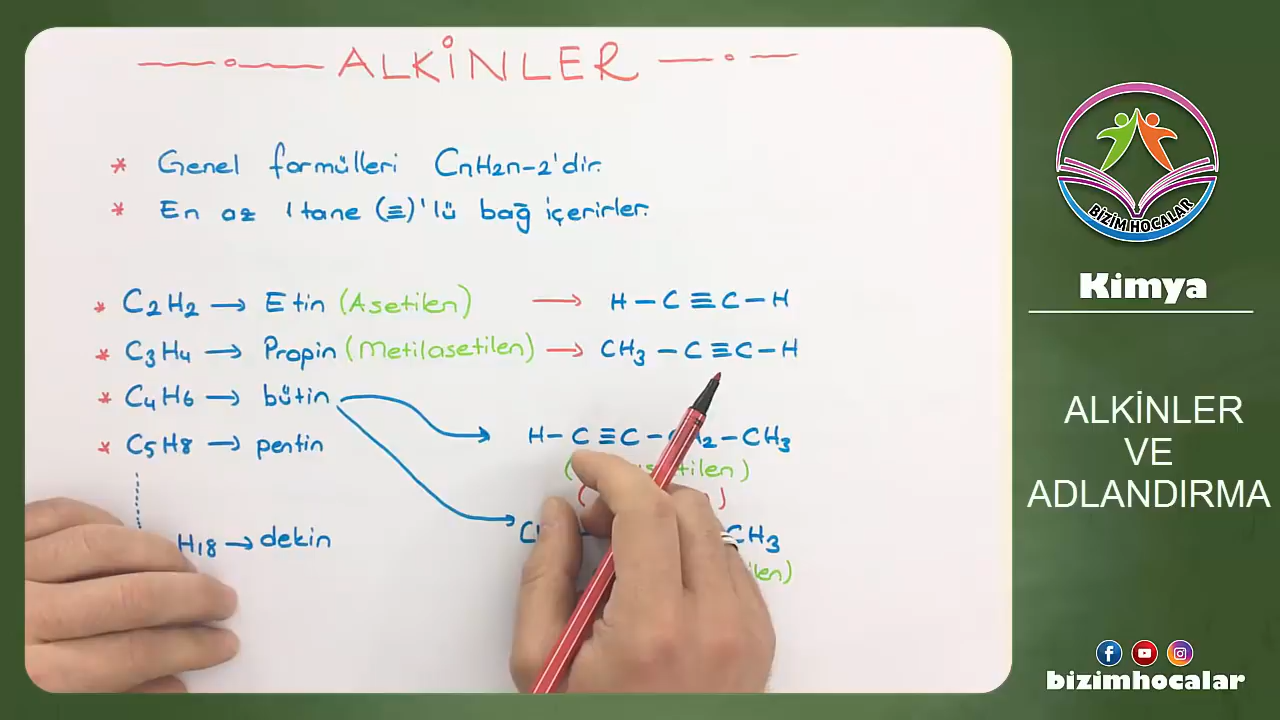 ALKİNLER
* Genel formülleri CnH2n-2'dir.
* En az 1 tane (≡)'lü bağ içerirler.
* C2H2 → Etin (Asetilen) → H - C ≡ C - H
* C3H4 → Propin (Metilasetilen) → CH3 - C ≡ C - H
* C4H6 → bütin
H - C ≡ C - CH2 - CH3
* C5H8 → pentin
CH3
H18 → dekin
BİZİM HOCALAR
Kimya
ALKİNLER
VE
ADLANDIRMA
bizimhocalar